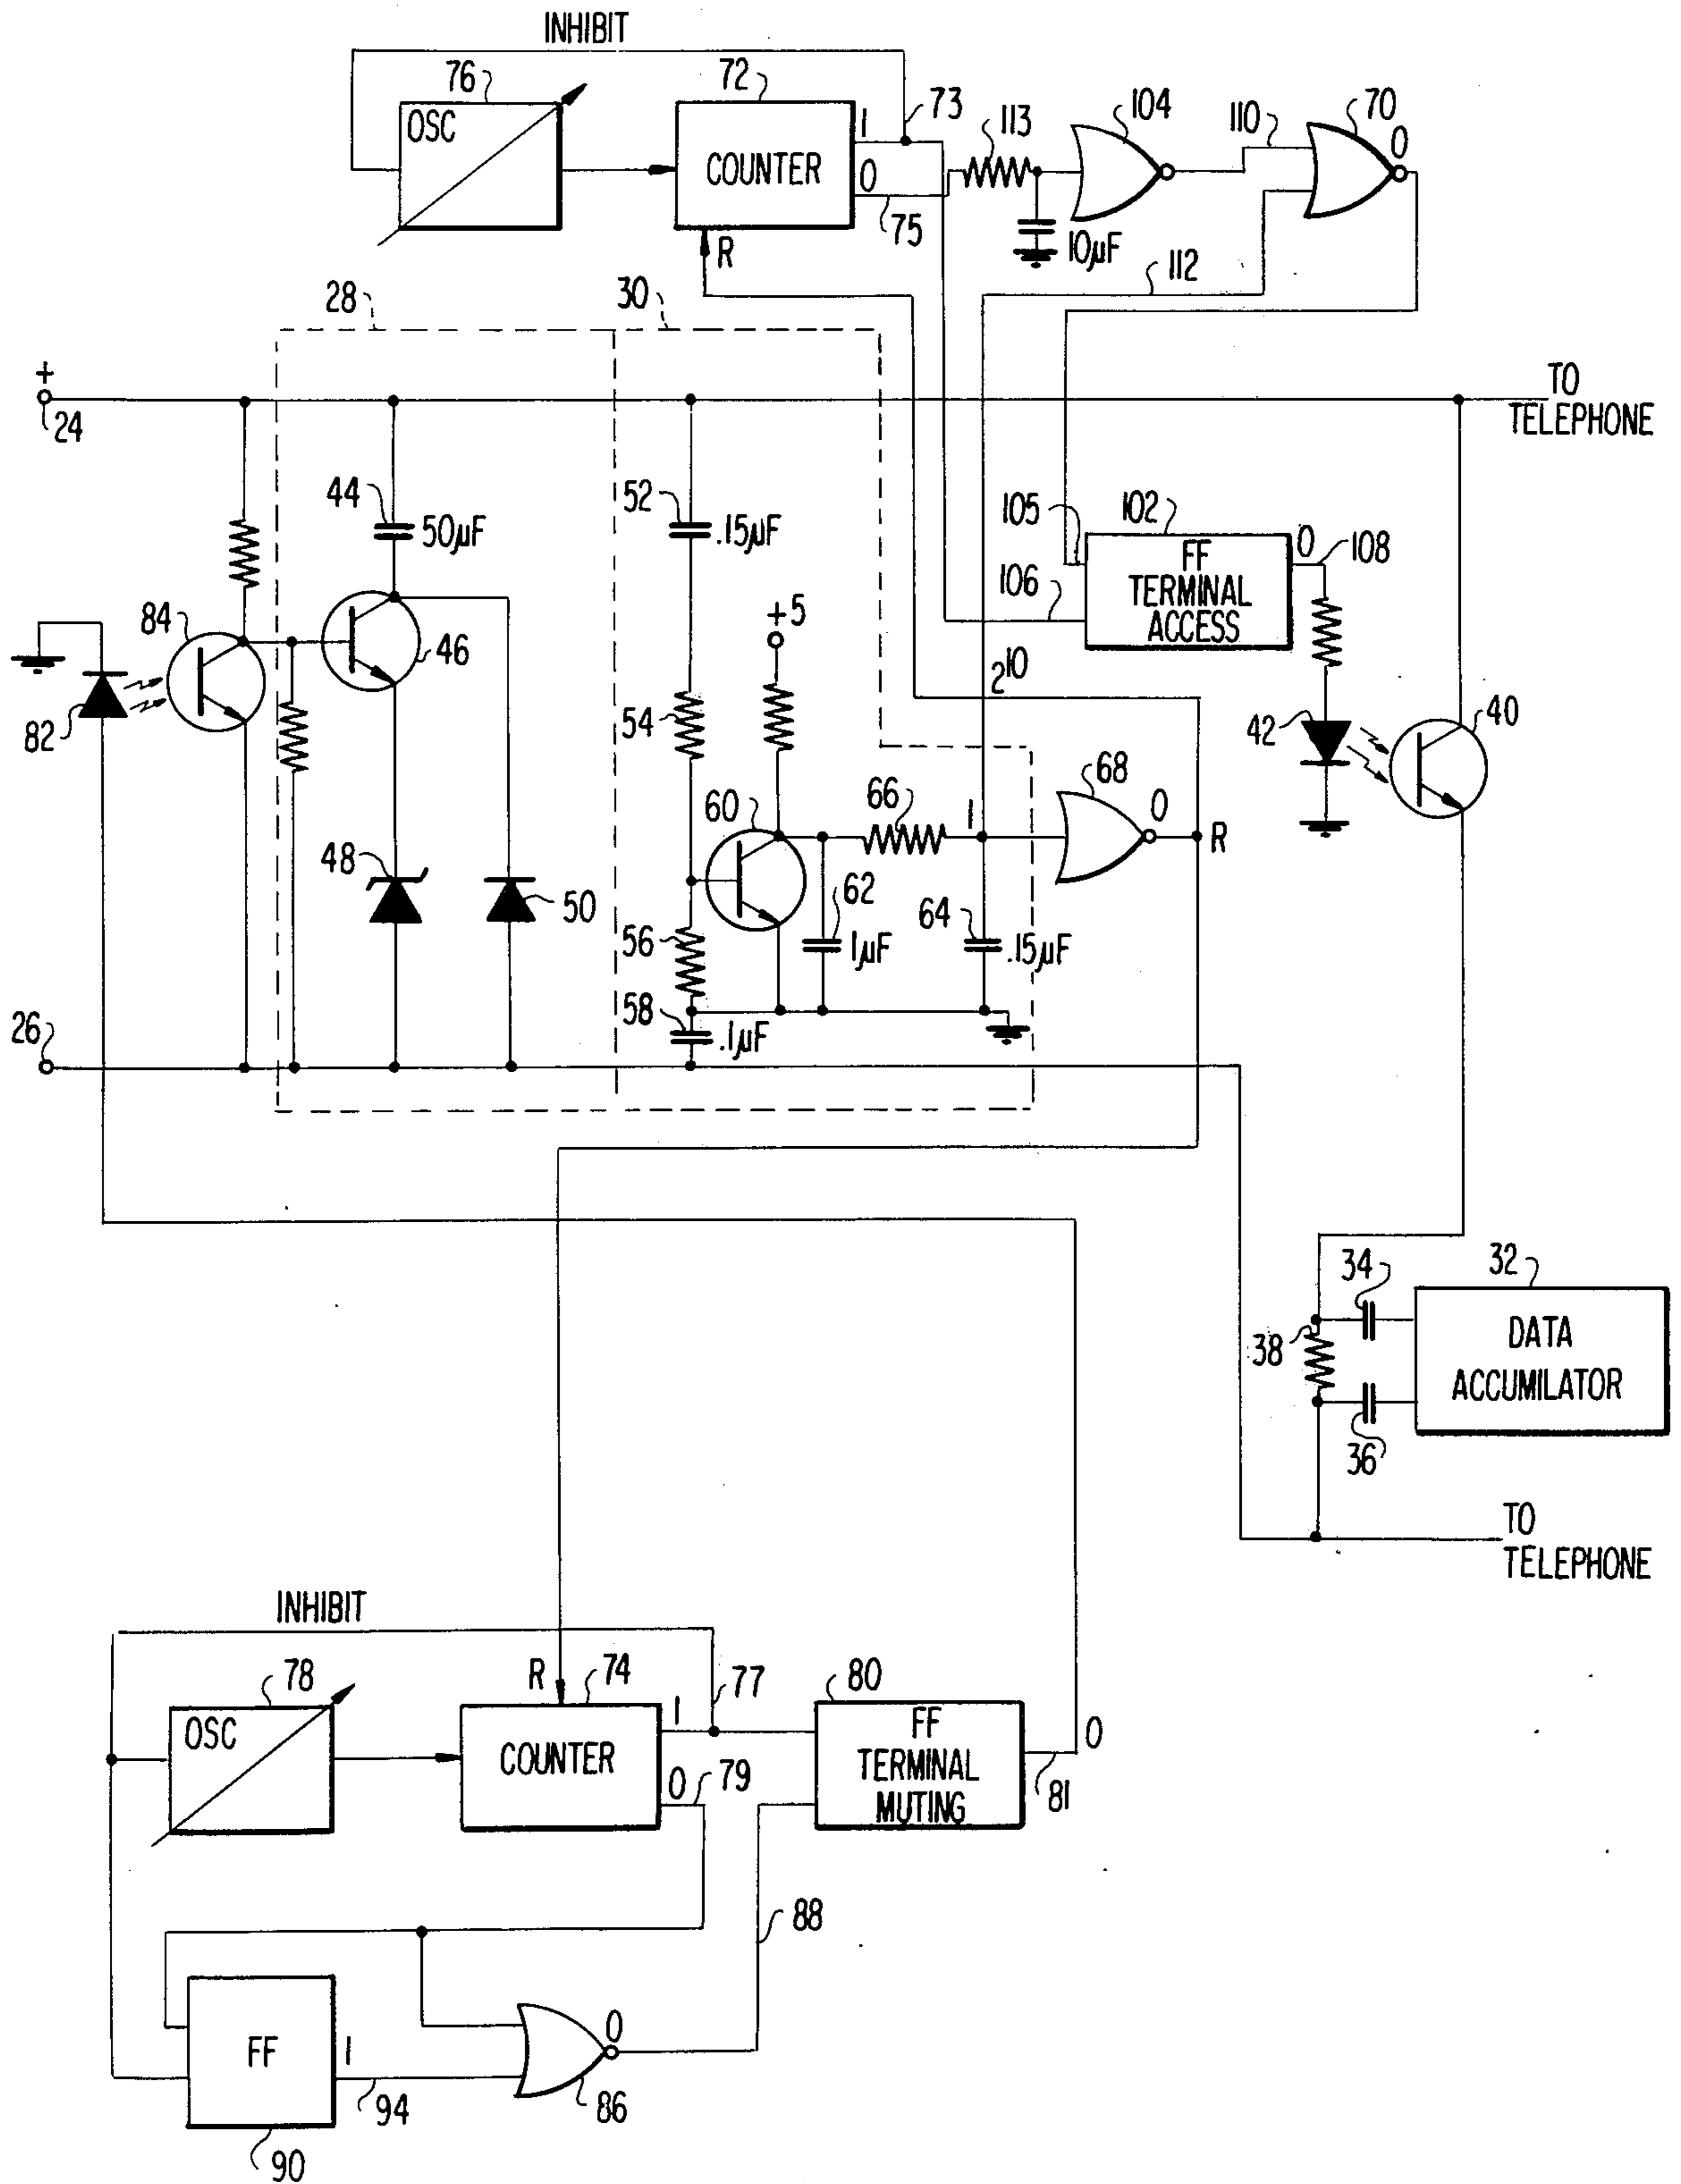 INHIBIT
76
OSC
72
COUNTER
1
0
R
73
75
113
10µF
104
110
70
0
112
28
30
+
24
TO
TELEPHONE
44
50µF
52
.15µF
105
102
FF
TERMINAL
ACCESS
0
108
106
84
46
+5
2^10
54
82
42
40
60
66
1
68
0
R
48
50
62
1µF
64
.15µF
56
58
.1µF
26
34
32
DATA
ACCUMILATOR
38
36
TO
TELEPHONE
INHIBIT
78
OSC
R
74
COUNTER
1
0
77
79
80
FF
TERMINAL
MUTING
0
81
88
FF
1
0
94
86
90